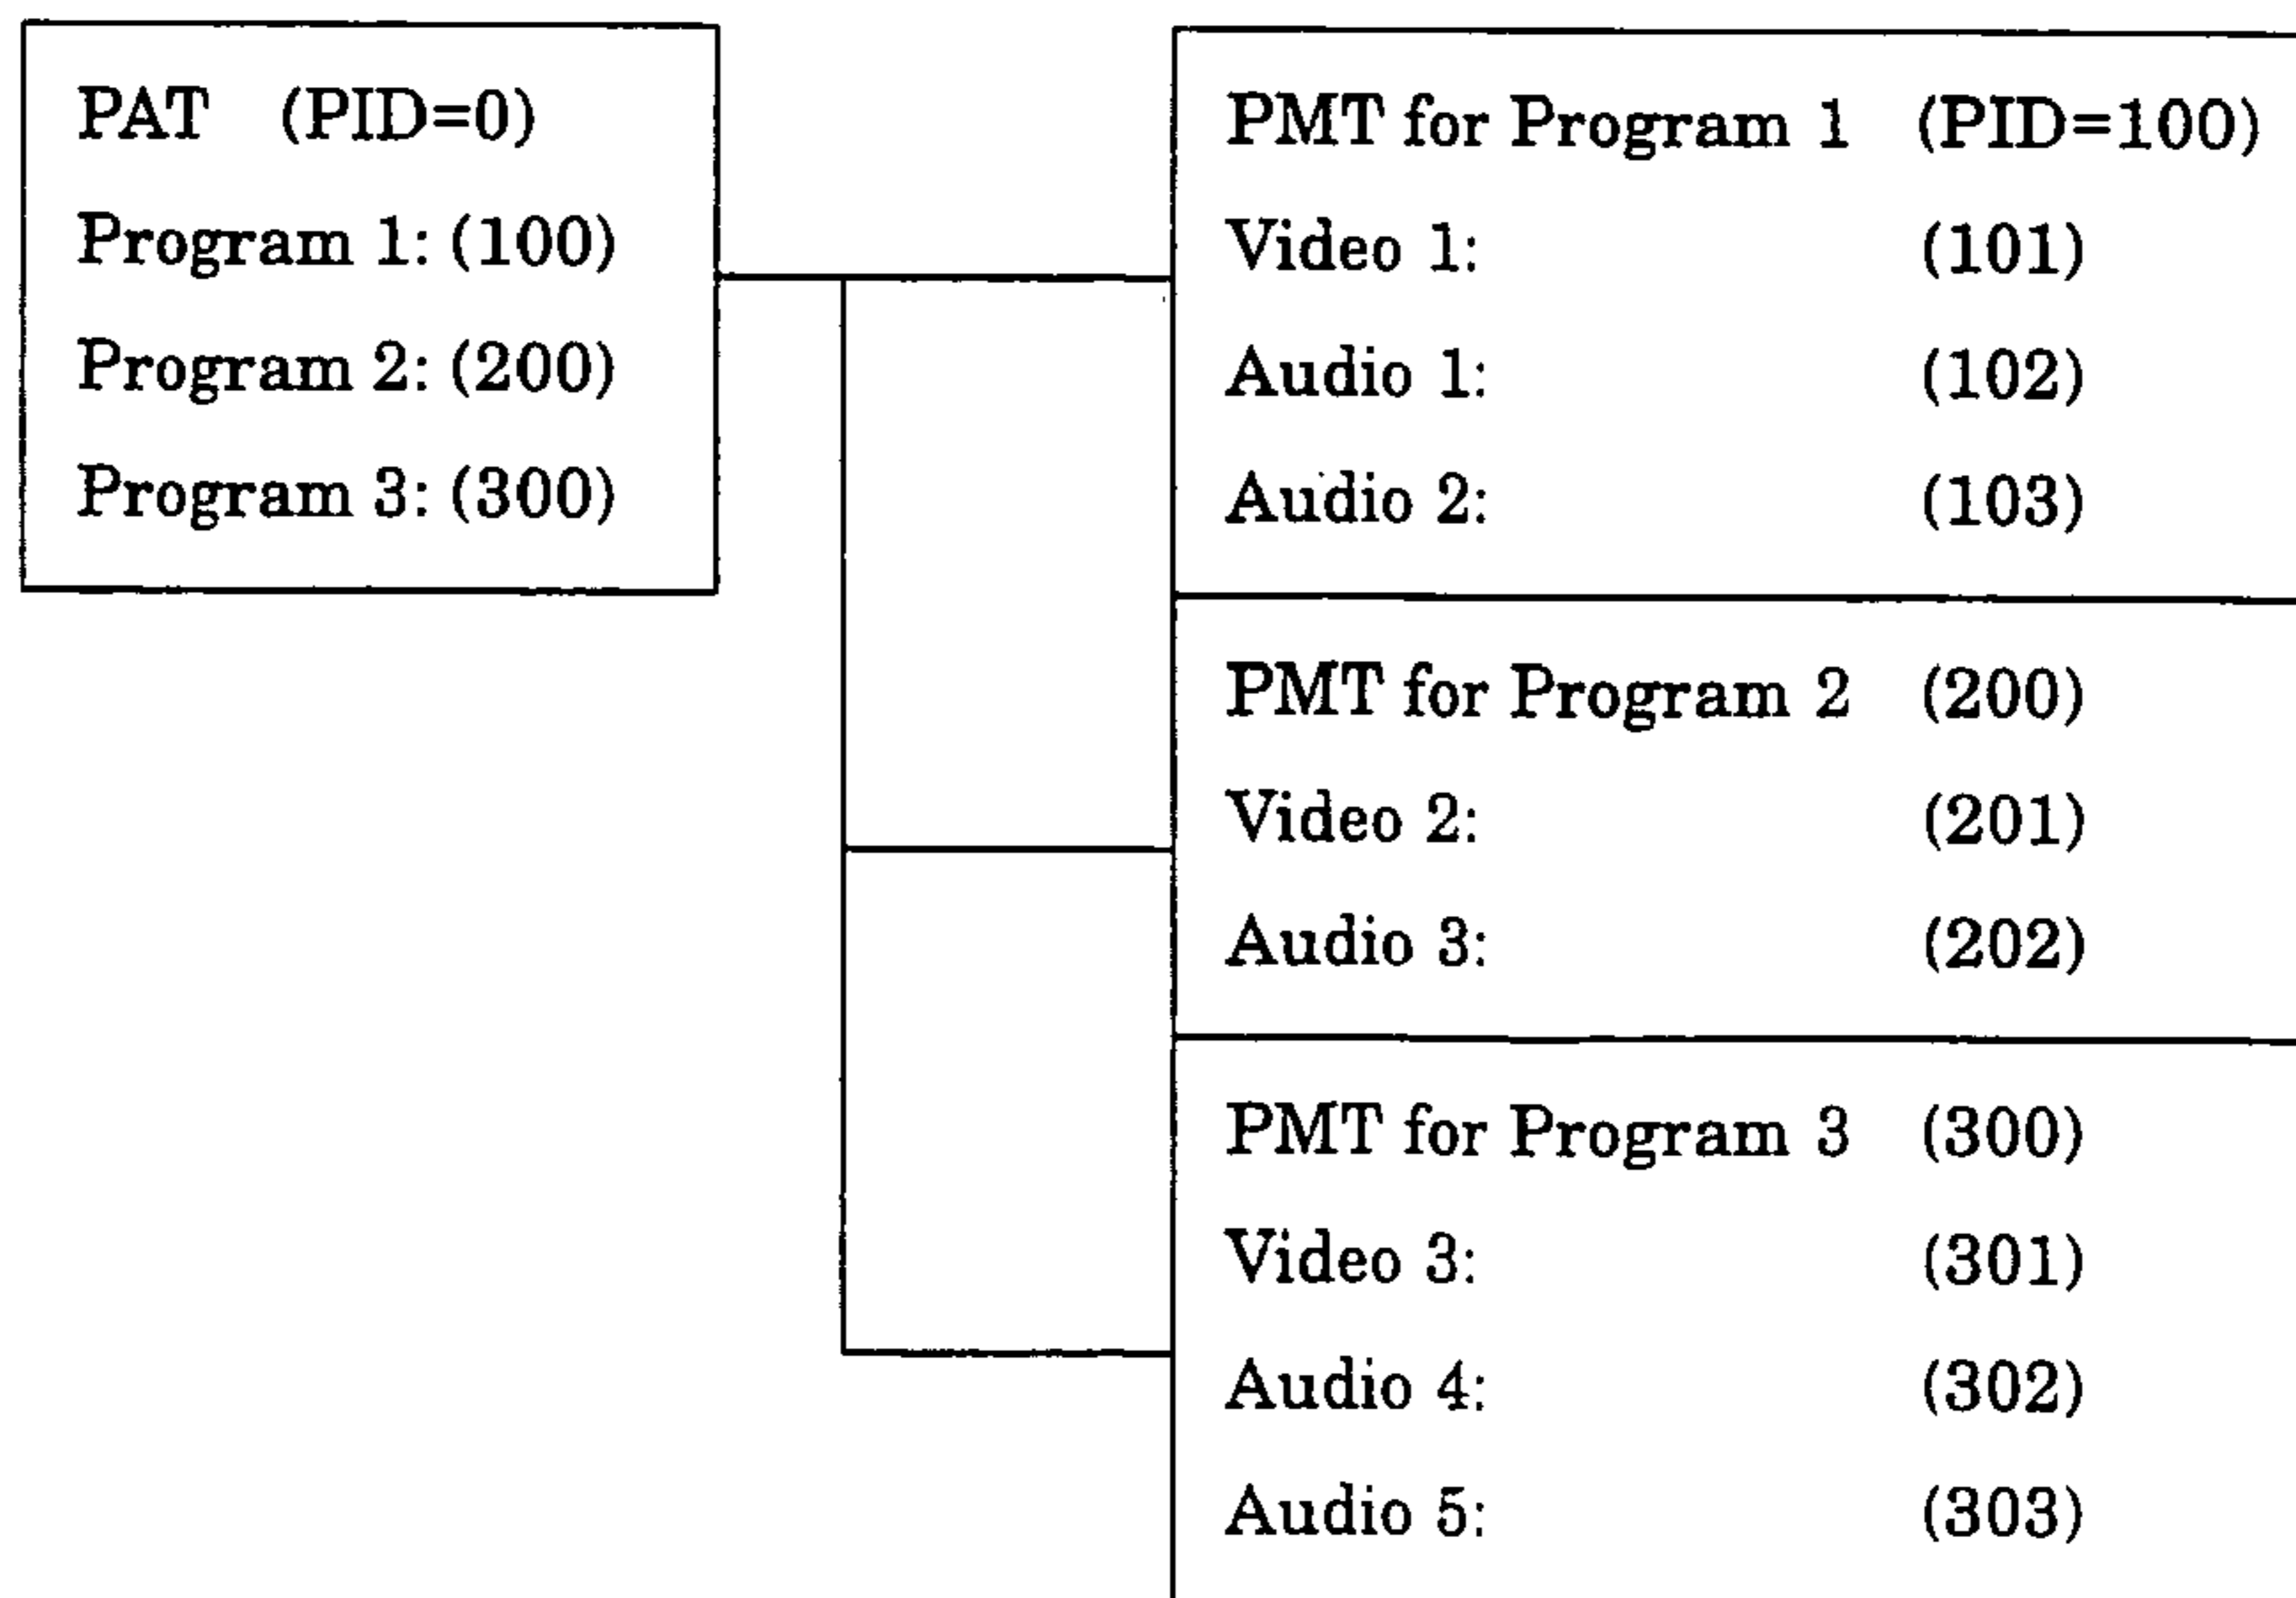 PAT (PID=0)
Program 1: (100)
Program 2: (200)
Program 3: (300)
PMT for Program 1 (PID=100)
Video 1: (101)
Audio 1: (102)
Audio 2: (103)
PMT for Program 2 (200)
Video 2: (201)
Audio 3: (202)
PMT for Program 3 (300)
Video 3: (301)
Audio 4: (302)
Audio 5: (303)